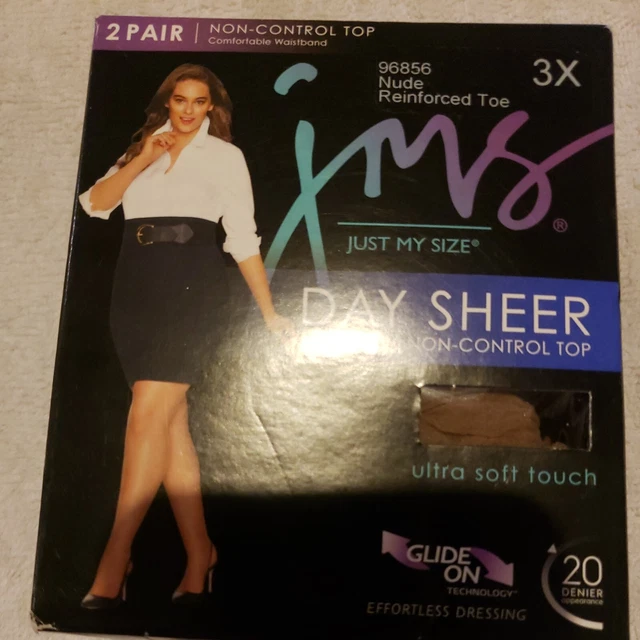 2 PAIR
NON-CONTROL TOP
Comfortable Waistband
96856
Nude
Reinforced Toe
3X
jms®
JUST MY SIZE®
DAY SHEER
NON-CONTROL TOP
ultra soft touch
GLIDE
ON
TECHNOLOGY
EFFORTLESS DRESSING
20
DENIER
appearance